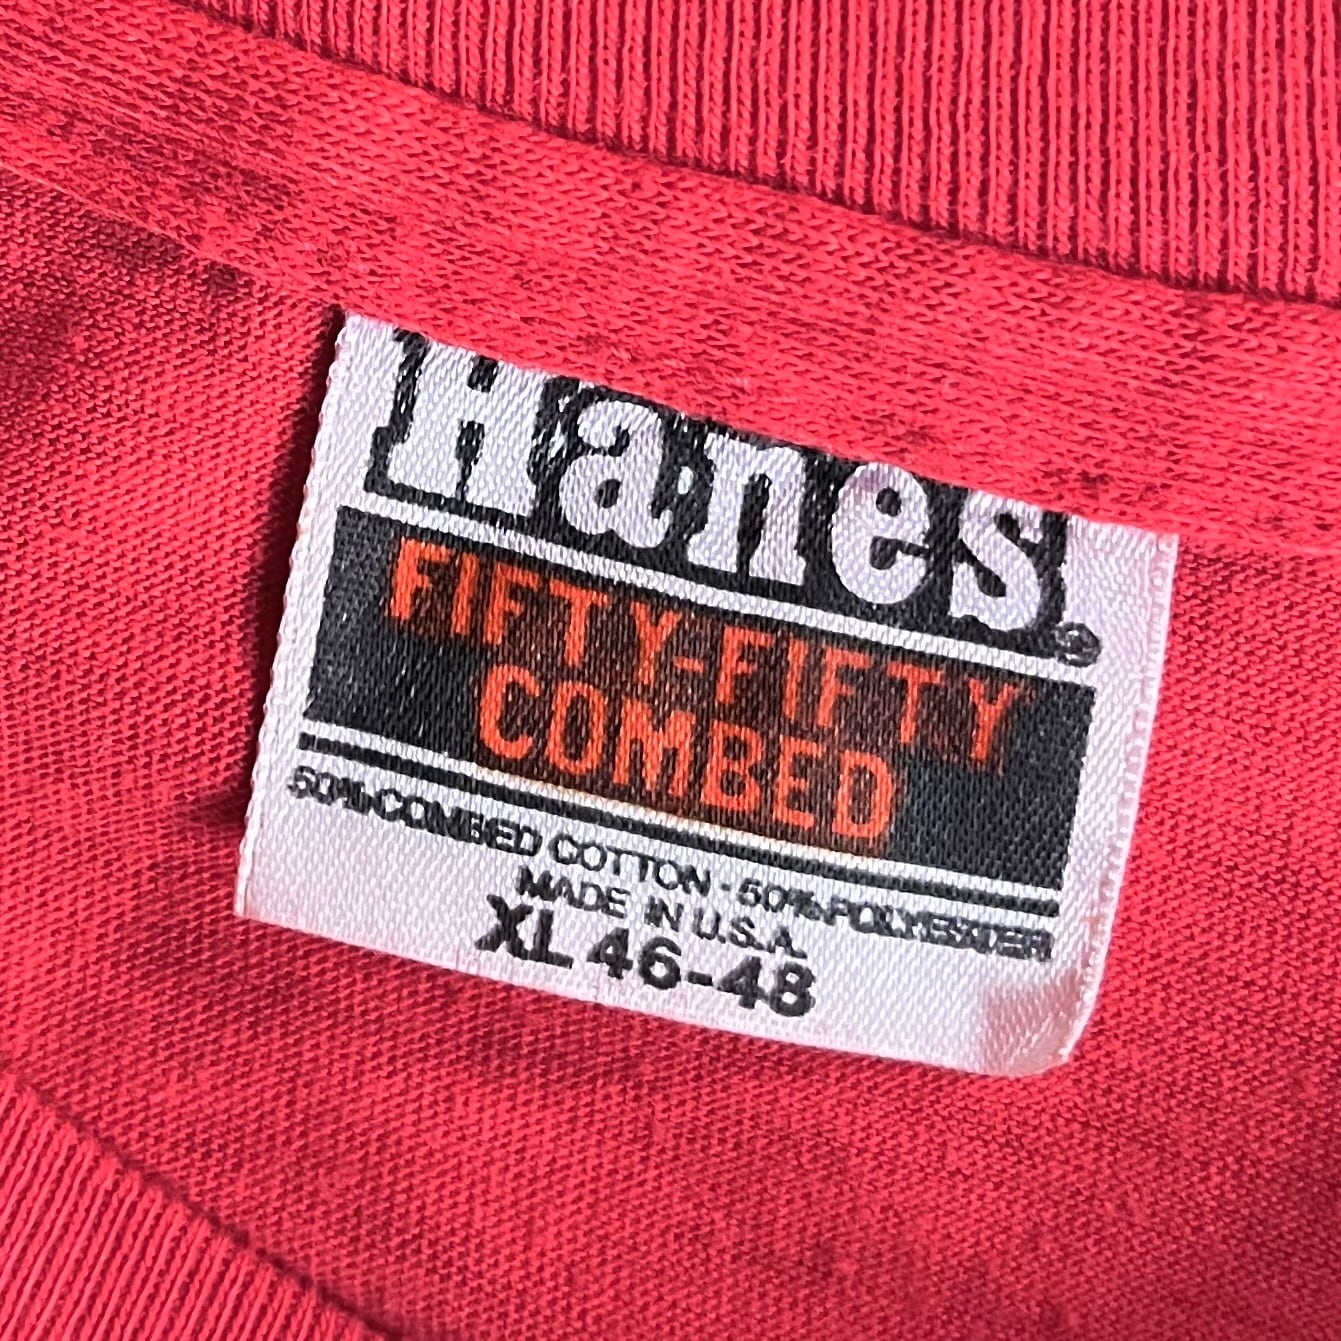 Hanes®
FIFTY-FIFTY
COMBED
50% COMBED COTTON - 50% POLYESTER
MADE IN U.S.A.
XL 46-48